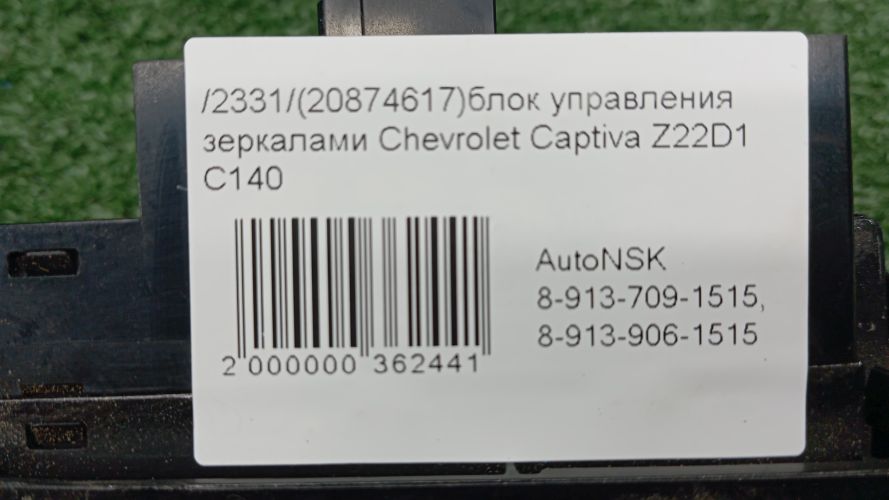 /2331/(20874617)блок управления
зеркалами Chevrolet Captiva Z22D1
C140
AutoNSK
8-913-709-1515,
8-913-906-1515
2 000000 362441